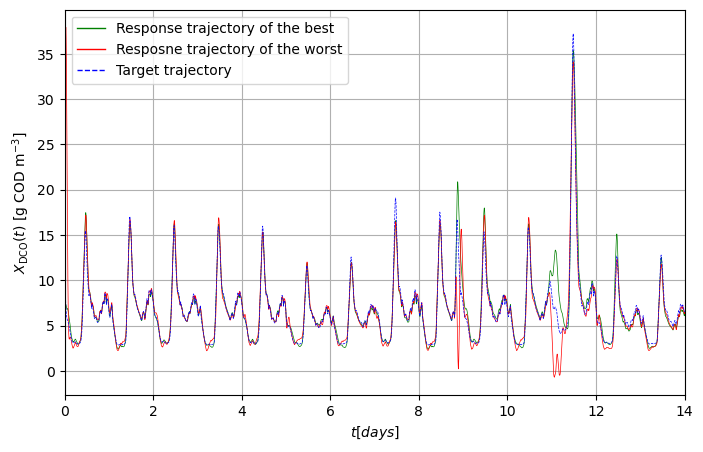 Response trajectory of the best
Resposne trajectory of the worst
Target trajectory
35
30
25
20
15
10
5
0
X_DCO(t) [g COD m⁻³]
0 2 4 6 8 10 12 14
t[days]